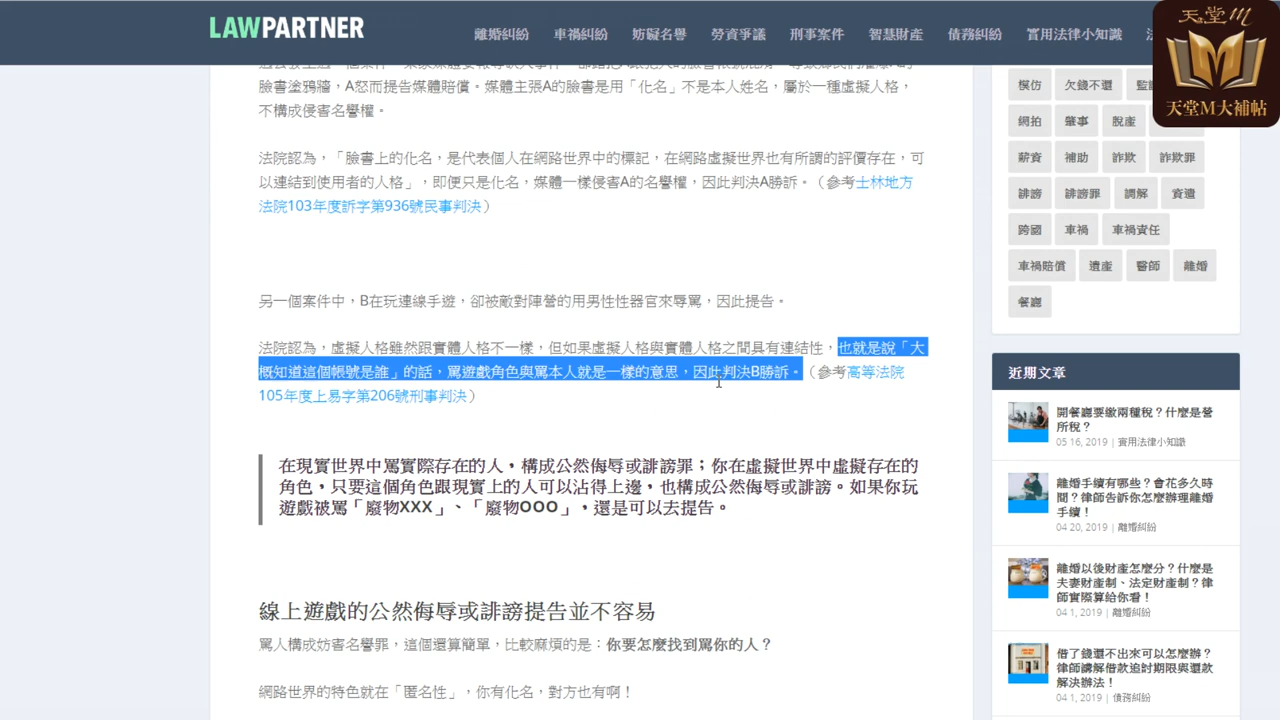 LAWPARTNER
離婚糾紛 車禍糾紛 妨礙名譽 勞資爭議 刑事案件 智慧財產 債務糾紛 實用法律小知識
天堂M
天堂M大補帖
臉書塗鴉牆，A怒而提告媒體賠償。媒體主張A的臉書是用「化名」不是本人姓名，屬於一種虛擬人格，
不構成侵害名譽權。
法院認為，「臉書上的化名，是代表個人在網路世界中的標記，在網路虛擬世界也有所謂的評價存在，可
以連結到使用者的人格」，即便只是化名，媒體一樣侵害A的名譽權，因此判決A勝訴。（參考士林地方
法院103年度訴字第936號民事判決）
另一個案件中，B在玩連線手遊，卻被敵對陣營的用男性性器官來辱罵，因此提告。
法院認為，虛擬人格雖然跟實體人格不一樣，但如果虛擬人格與實體人格之間具有連結性，也就是說「大
概知道這個帳號是誰」的話，罵遊戲角色與罵本人就是一樣的意思，因此判決B勝訴。（參考高等法院
105年度上易字第206號刑事判決）
在現實世界中罵實際存在的人，構成公然侮辱或誹謗罪；你在虛擬世界中虛擬存在的
角色，只要這個角色跟現實上的人可以沾得上邊，也構成公然侮辱或誹謗。如果你玩
遊戲被罵「廢物XXX」、「廢物OOO」，還是可以去提告。
線上遊戲的公然侮辱或誹謗提告並不容易
罵人構成妨害名譽罪，這個還算簡單，比較麻煩的是：你要怎麼找到罵你的人？
網路世界的特色就在「匿名性」，你有化名，對方也有啊！
模仿 欠錢不還
網拍 肇事 脫產
薪資 補助 詐欺 詐欺罪
誹謗 誹謗罪 調解 資遣
跨國 車禍 車禍責任
車禍賠償 遺產 醫師 離婚
餐廳
近期文章
開餐廳要繳兩種稅？什麼是營
所稅？
05 16, 2019 | 實用法律小知識
離婚手續有哪些？會花多久時
間？律師告訴你怎麼辦理離婚
手續！
04 20, 2019 | 離婚糾紛
離婚以後財產怎麼分？什麼是
夫妻財產制、法定財產制？律
師實際算給你看！
04 1, 2019 | 離婚糾紛
借了錢還不出來可以怎麼辦？
律師講解借款追討期限與還款
解決辦法！
04 1, 2019 | 債務糾紛